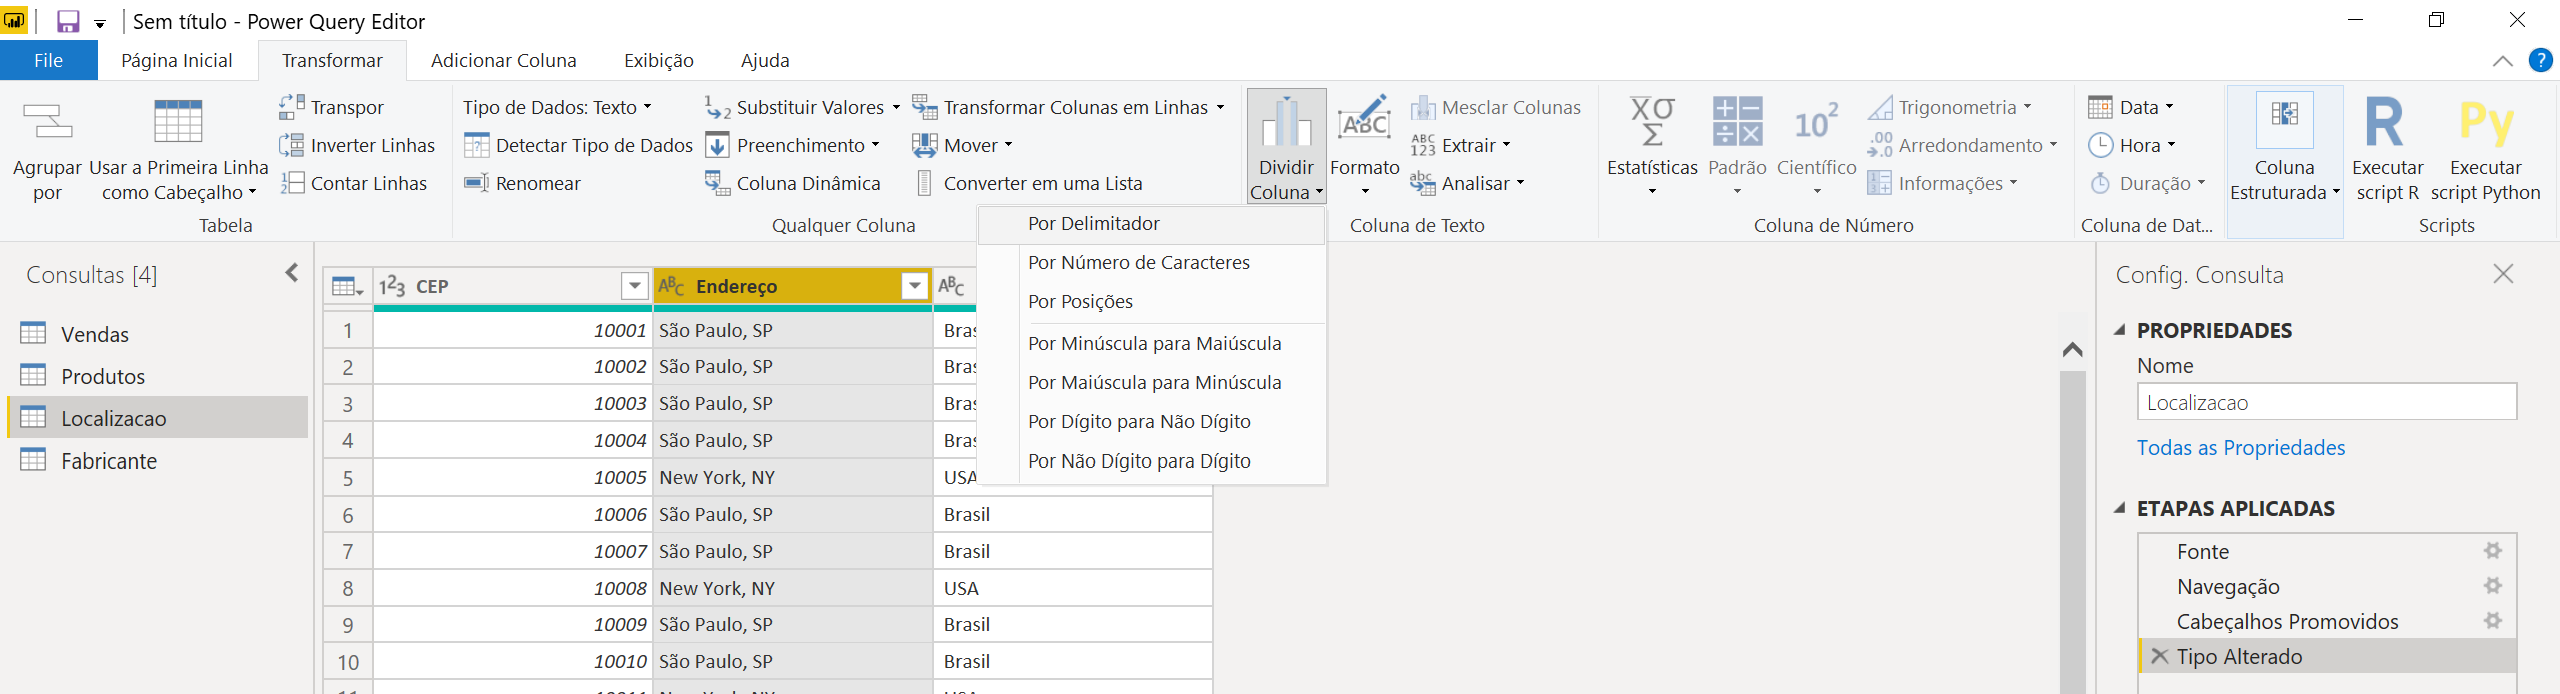 Sem título - Power Query Editor
File Página Inicial Transformar Adicionar Coluna Exibição Ajuda
Agrupar por
Usar a Primeira Linha como Cabeçalho
Transpor
Inverter Linhas
Contar Linhas
Tabela
Tipo de Dados: Texto
Detectar Tipo de Dados
Renomear
Substituir Valores
Preenchimento
Coluna Dinâmica
Transformar Colunas em Linhas
Mover
Converter em uma Lista
Qualquer Coluna
Dividir Coluna
Formato
Mesclar Colunas
Extrair
Analisar
Coluna de Texto
Estatísticas
Padrão
Científico
Trigonometria
Arredondamento
Informações
Coluna de Número
Data
Hora
Duração
Coluna de Dat...
Coluna Estruturada
Executar script R
Executar script Python
Scripts
Por Delimitador
Por Número de Caracteres
Por Posições
Por Minúscula para Maiúscula
Por Maiúscula para Minúscula
Por Dígito para Não Dígito
Por Não Dígito para Dígito
Consultas [4]
Vendas
Produtos
Localizacao
Fabricante
CEP Endereço
1 10001 São Paulo, SP Bras
2 10002 São Paulo, SP Bras
3 10003 São Paulo, SP Bras
4 10004 São Paulo, SP Bras
5 10005 New York, NY USA
6 10006 São Paulo, SP Brasil
7 10007 São Paulo, SP Brasil
8 10008 New York, NY USA
9 10009 São Paulo, SP Brasil
10 10010 São Paulo, SP Brasil
Config. Consulta
PROPRIEDADES
Nome
Localizacao
Todas as Propriedades
ETAPAS APLICADAS
Fonte
Navegação
Cabeçalhos Promovidos
Tipo Alterado